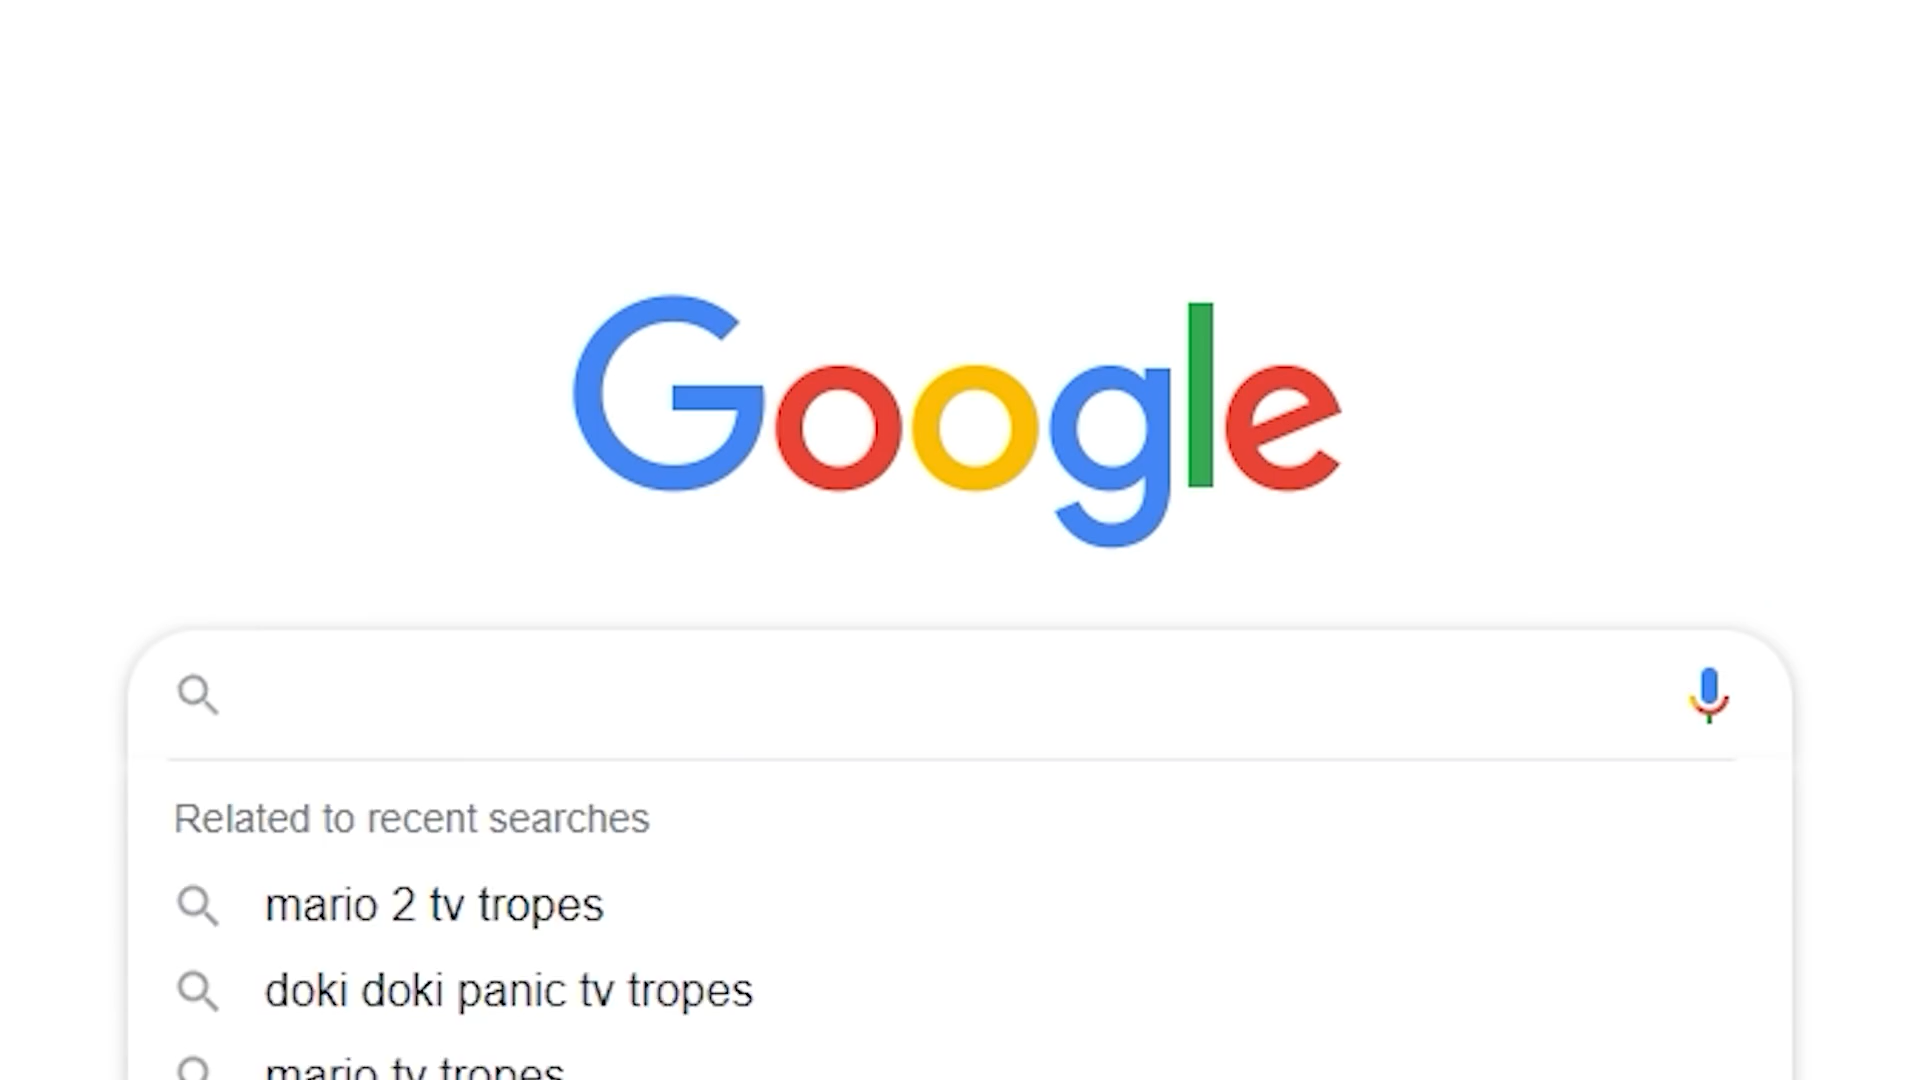 Google
Related to recent searches
mario 2 tv tropes
doki doki panic tv tropes
mario tv tropes